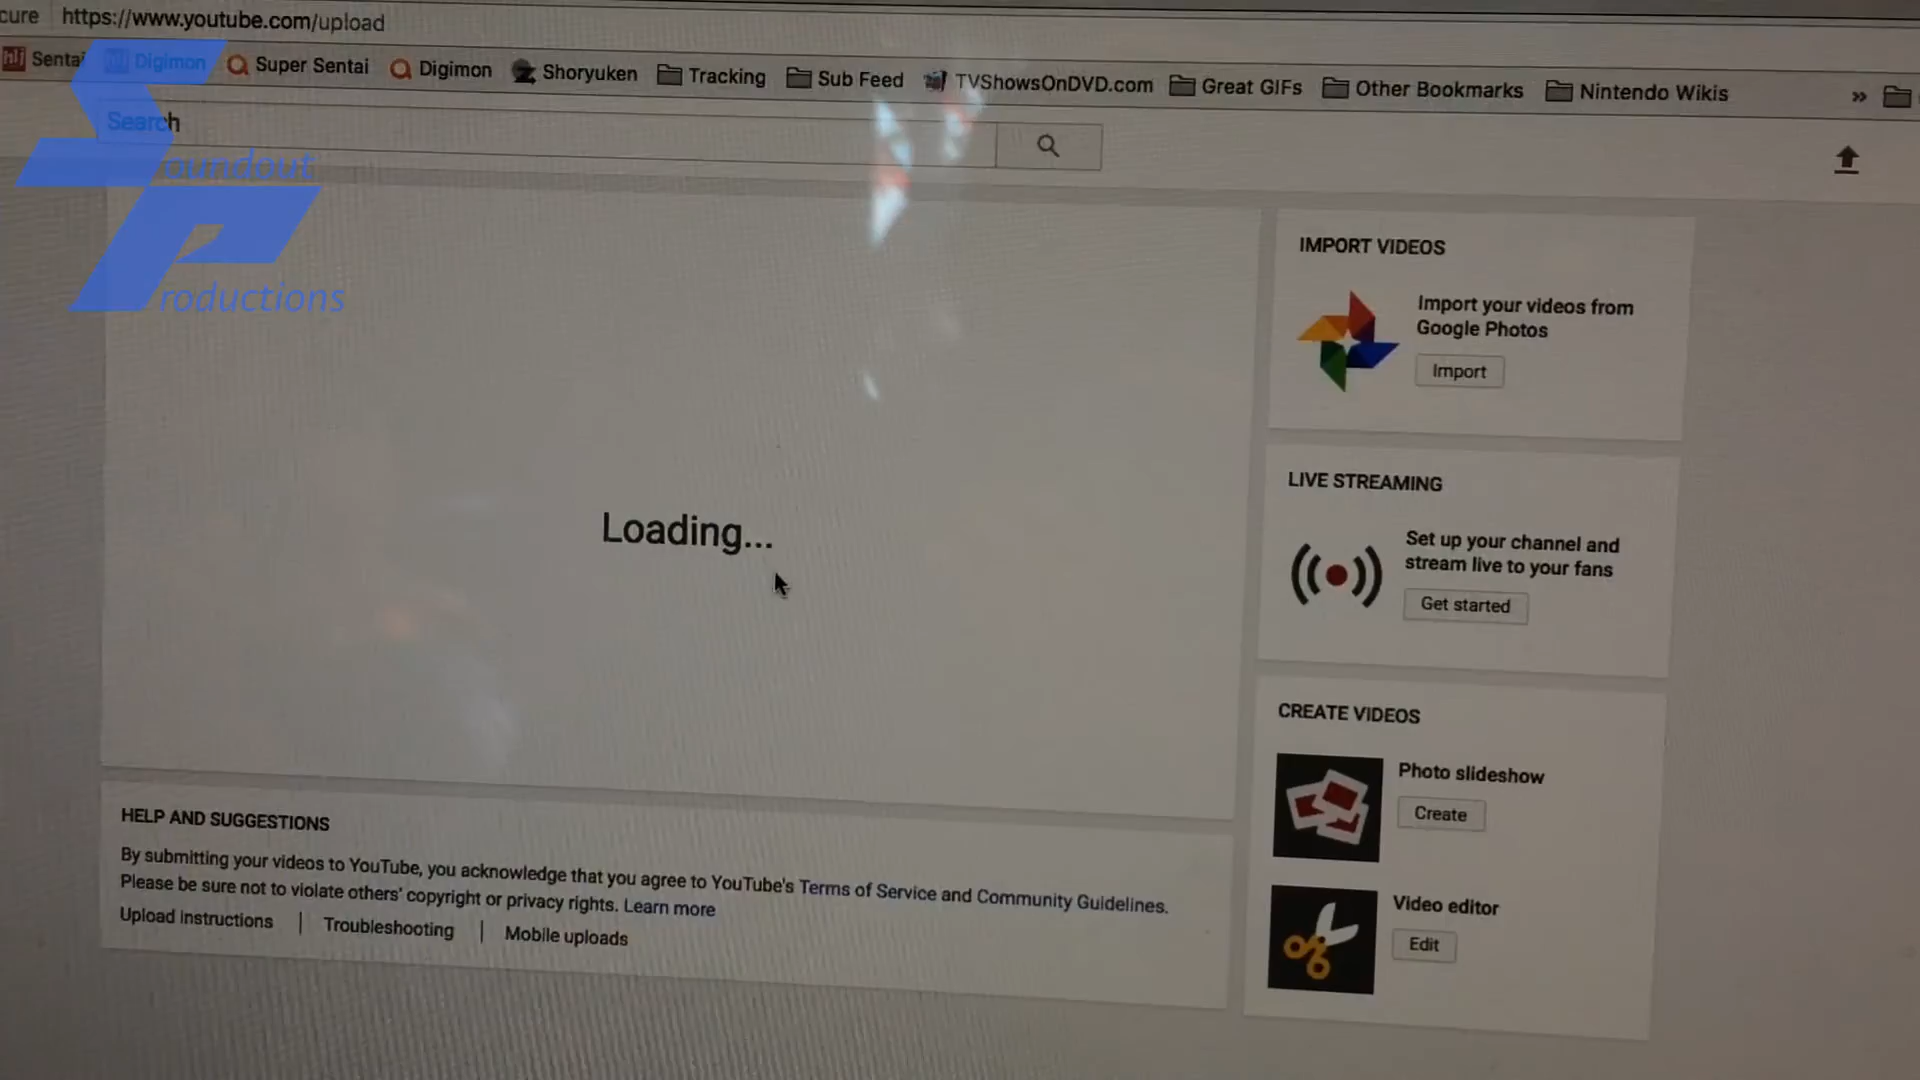 cure https://www.youtube.com/upload
Sentai Digimon Super Sentai Digimon Shoryuken Tracking Sub Feed TVShowsOnDVD.com Great GIFs Other Bookmarks Nintendo Wikis »
Search
Soundout
Productions
IMPORT VIDEOS
Import your videos from
Google Photos
Import
LIVE STREAMING
Set up your channel and
stream live to your fans
Get started
Loading...
CREATE VIDEOS
Photo slideshow
Create
Video editor
Edit
HELP AND SUGGESTIONS
By submitting your videos to YouTube, you acknowledge that you agree to YouTube's Terms of Service and Community Guidelines.
Please be sure not to violate others' copyright or privacy rights. Learn more
Upload instructions | Troubleshooting | Mobile uploads